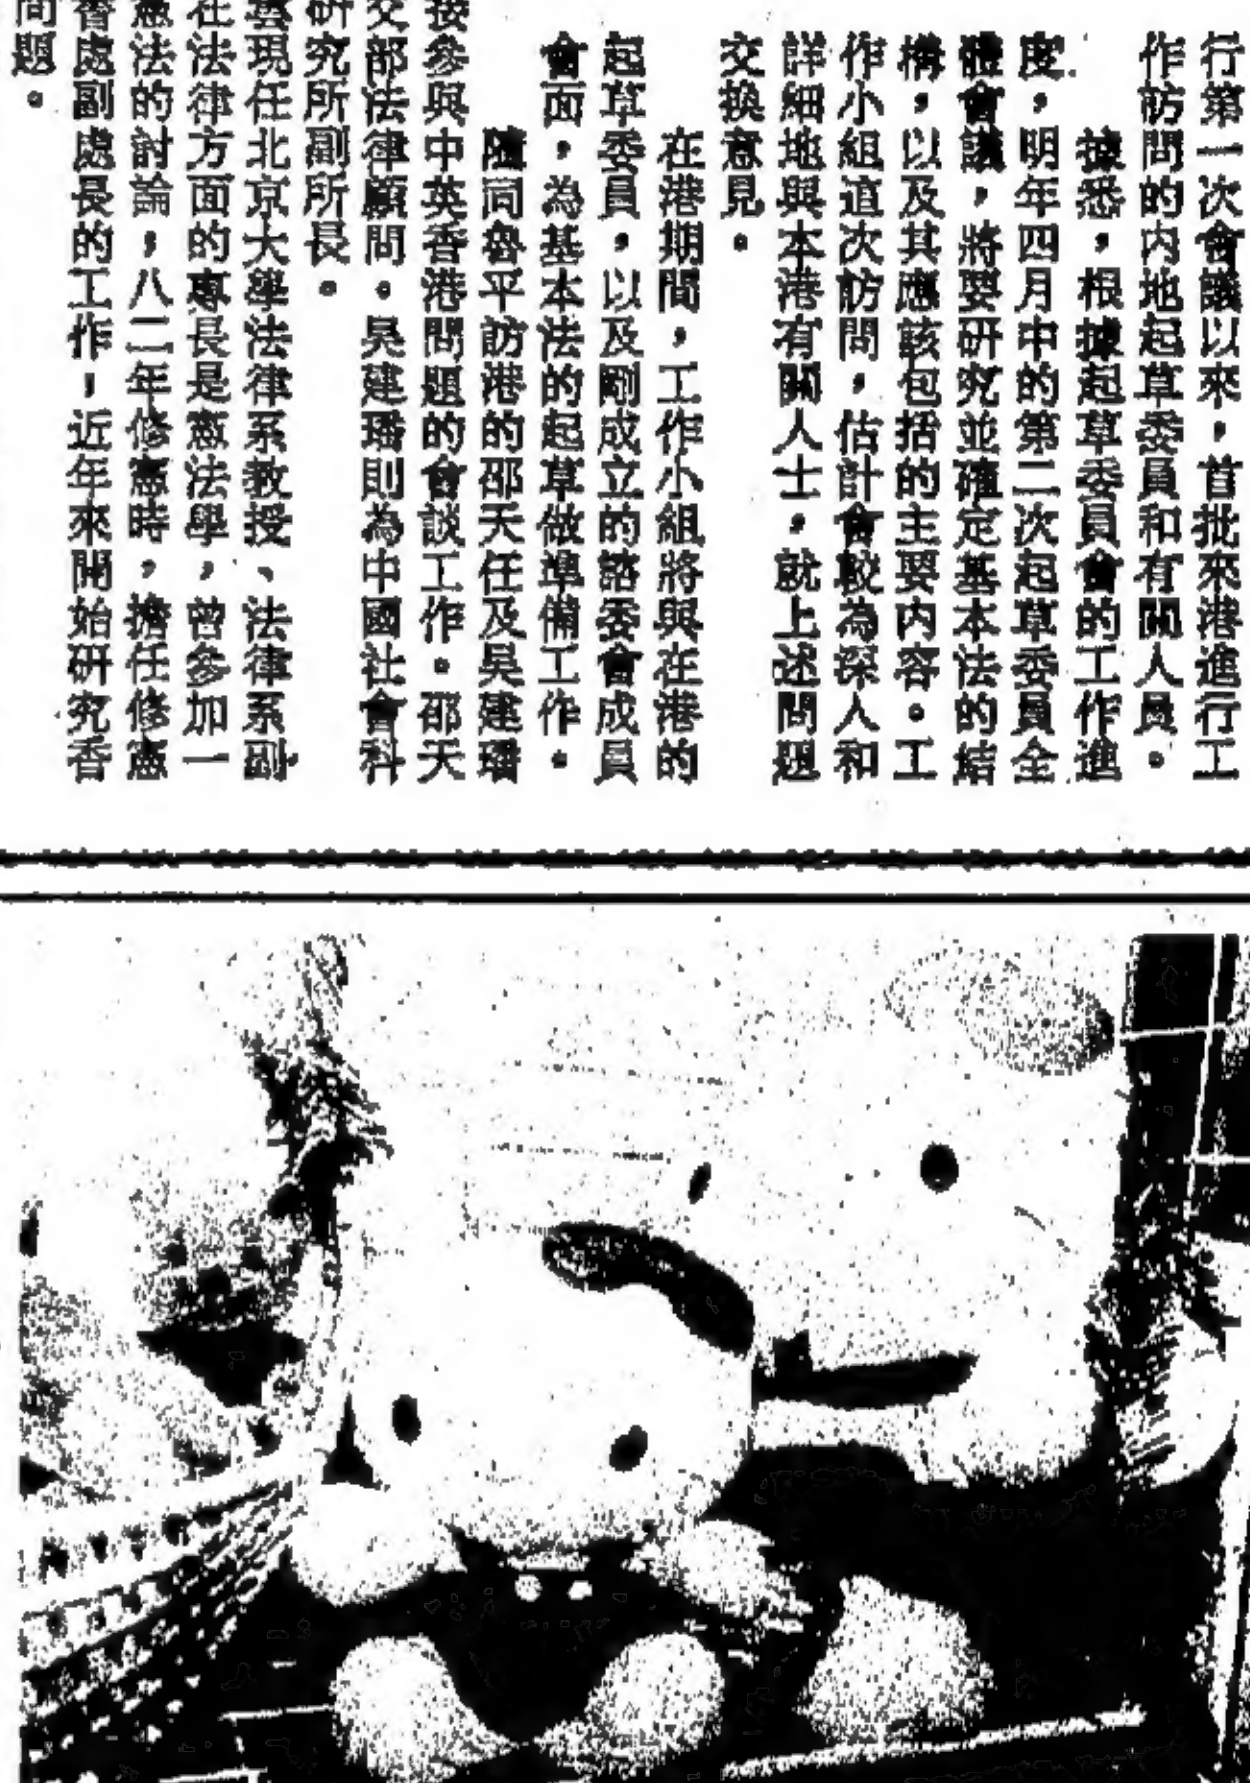 行第一次會議以來，首批來港進行工
作訪問的內地起草委員和有關人員。
據悉，根據起草委員會的工作進
度，明年四月中的第二次起草委員全
體會議，將要研究並確定基本法的結
構，以及其應該包括的主要內容。工
作小組這次訪問，估計會較為深入和
詳細地與本港有關人士，就上述問題
交換意見。
在港期間，工作小組將與在港的
起草委員，以及剛成立的諮委會成員
會面，為基本法的起草做準備工作。
隨同魯平訪港的邵天任及吳建璠
接參與中英香港問題的會談工作。邵天
交部法律顧問。吳建璠則為中國社會科
研究所副所長。
雲現任北京大學法律系教授、法律系副
在法律方面的專長是憲法學，曾參加一
憲法的討論，八二年修憲時，擔任修憲
書處副處長的工作，近年來開始研究香
問題。